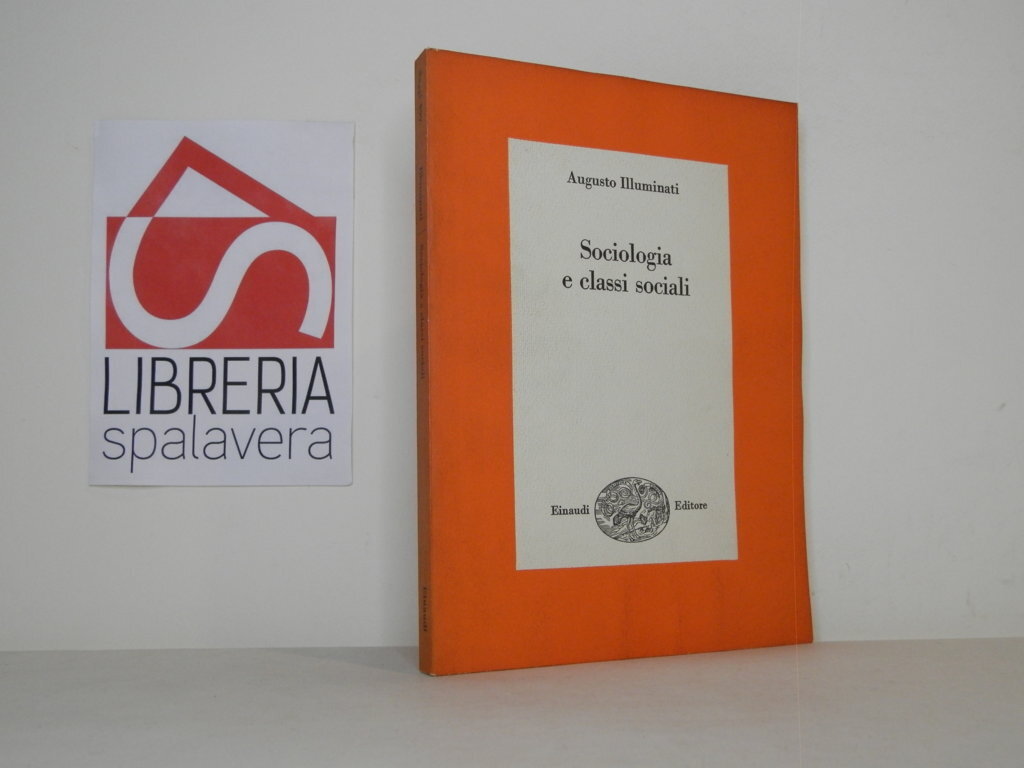 LIBRERIA
spalavera
Augusto Illuminati
Sociologia
e classi sociali
Einaudi Editore